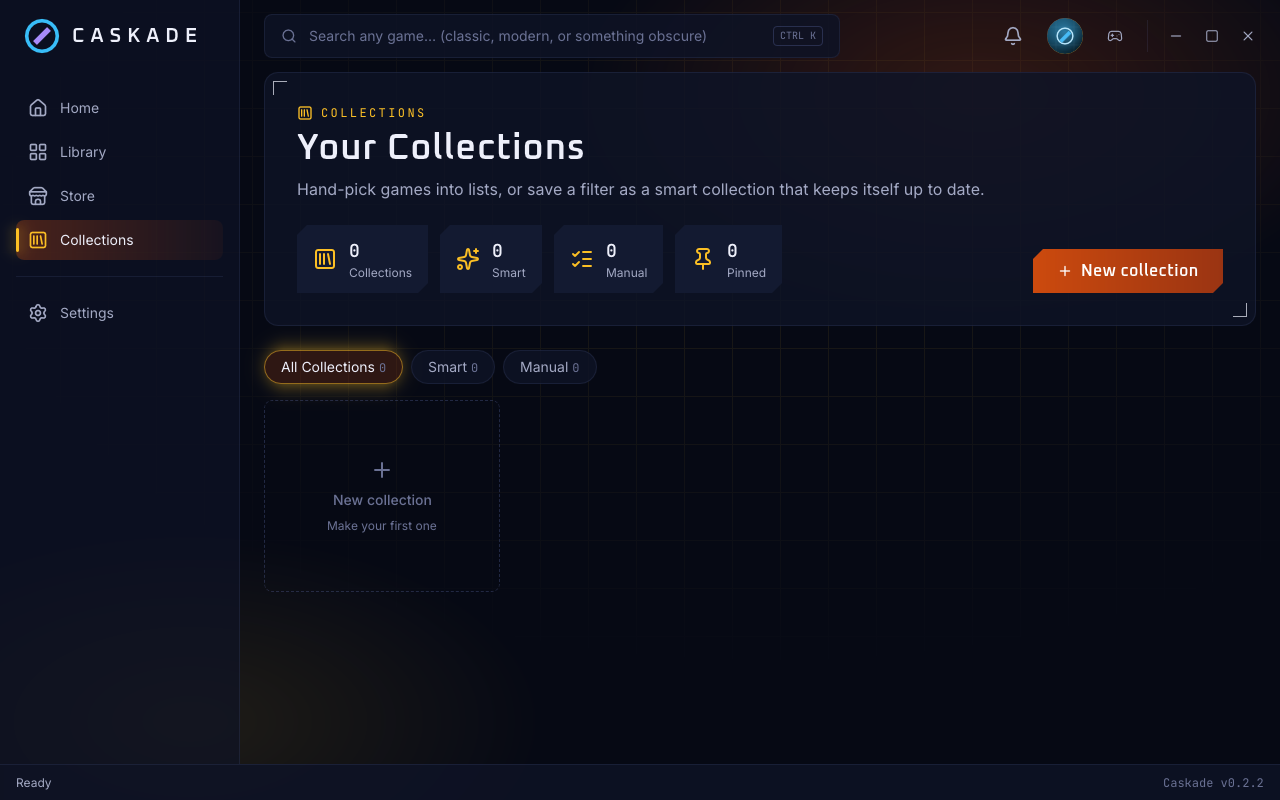 CASKADE
Search any game... (classic, modern, or something obscure)
CTRL K
Home
Library
Store
Collections
Settings
COLLECTIONS
Your Collections
Hand-pick games into lists, or save a filter as a smart collection that keeps itself up to date.
0
Collections
0
Smart
0
Manual
0
Pinned
New collection
All Collections 0
Smart 0
Manual 0
New collection
Make your first one
Ready
Caskade v0.2.2